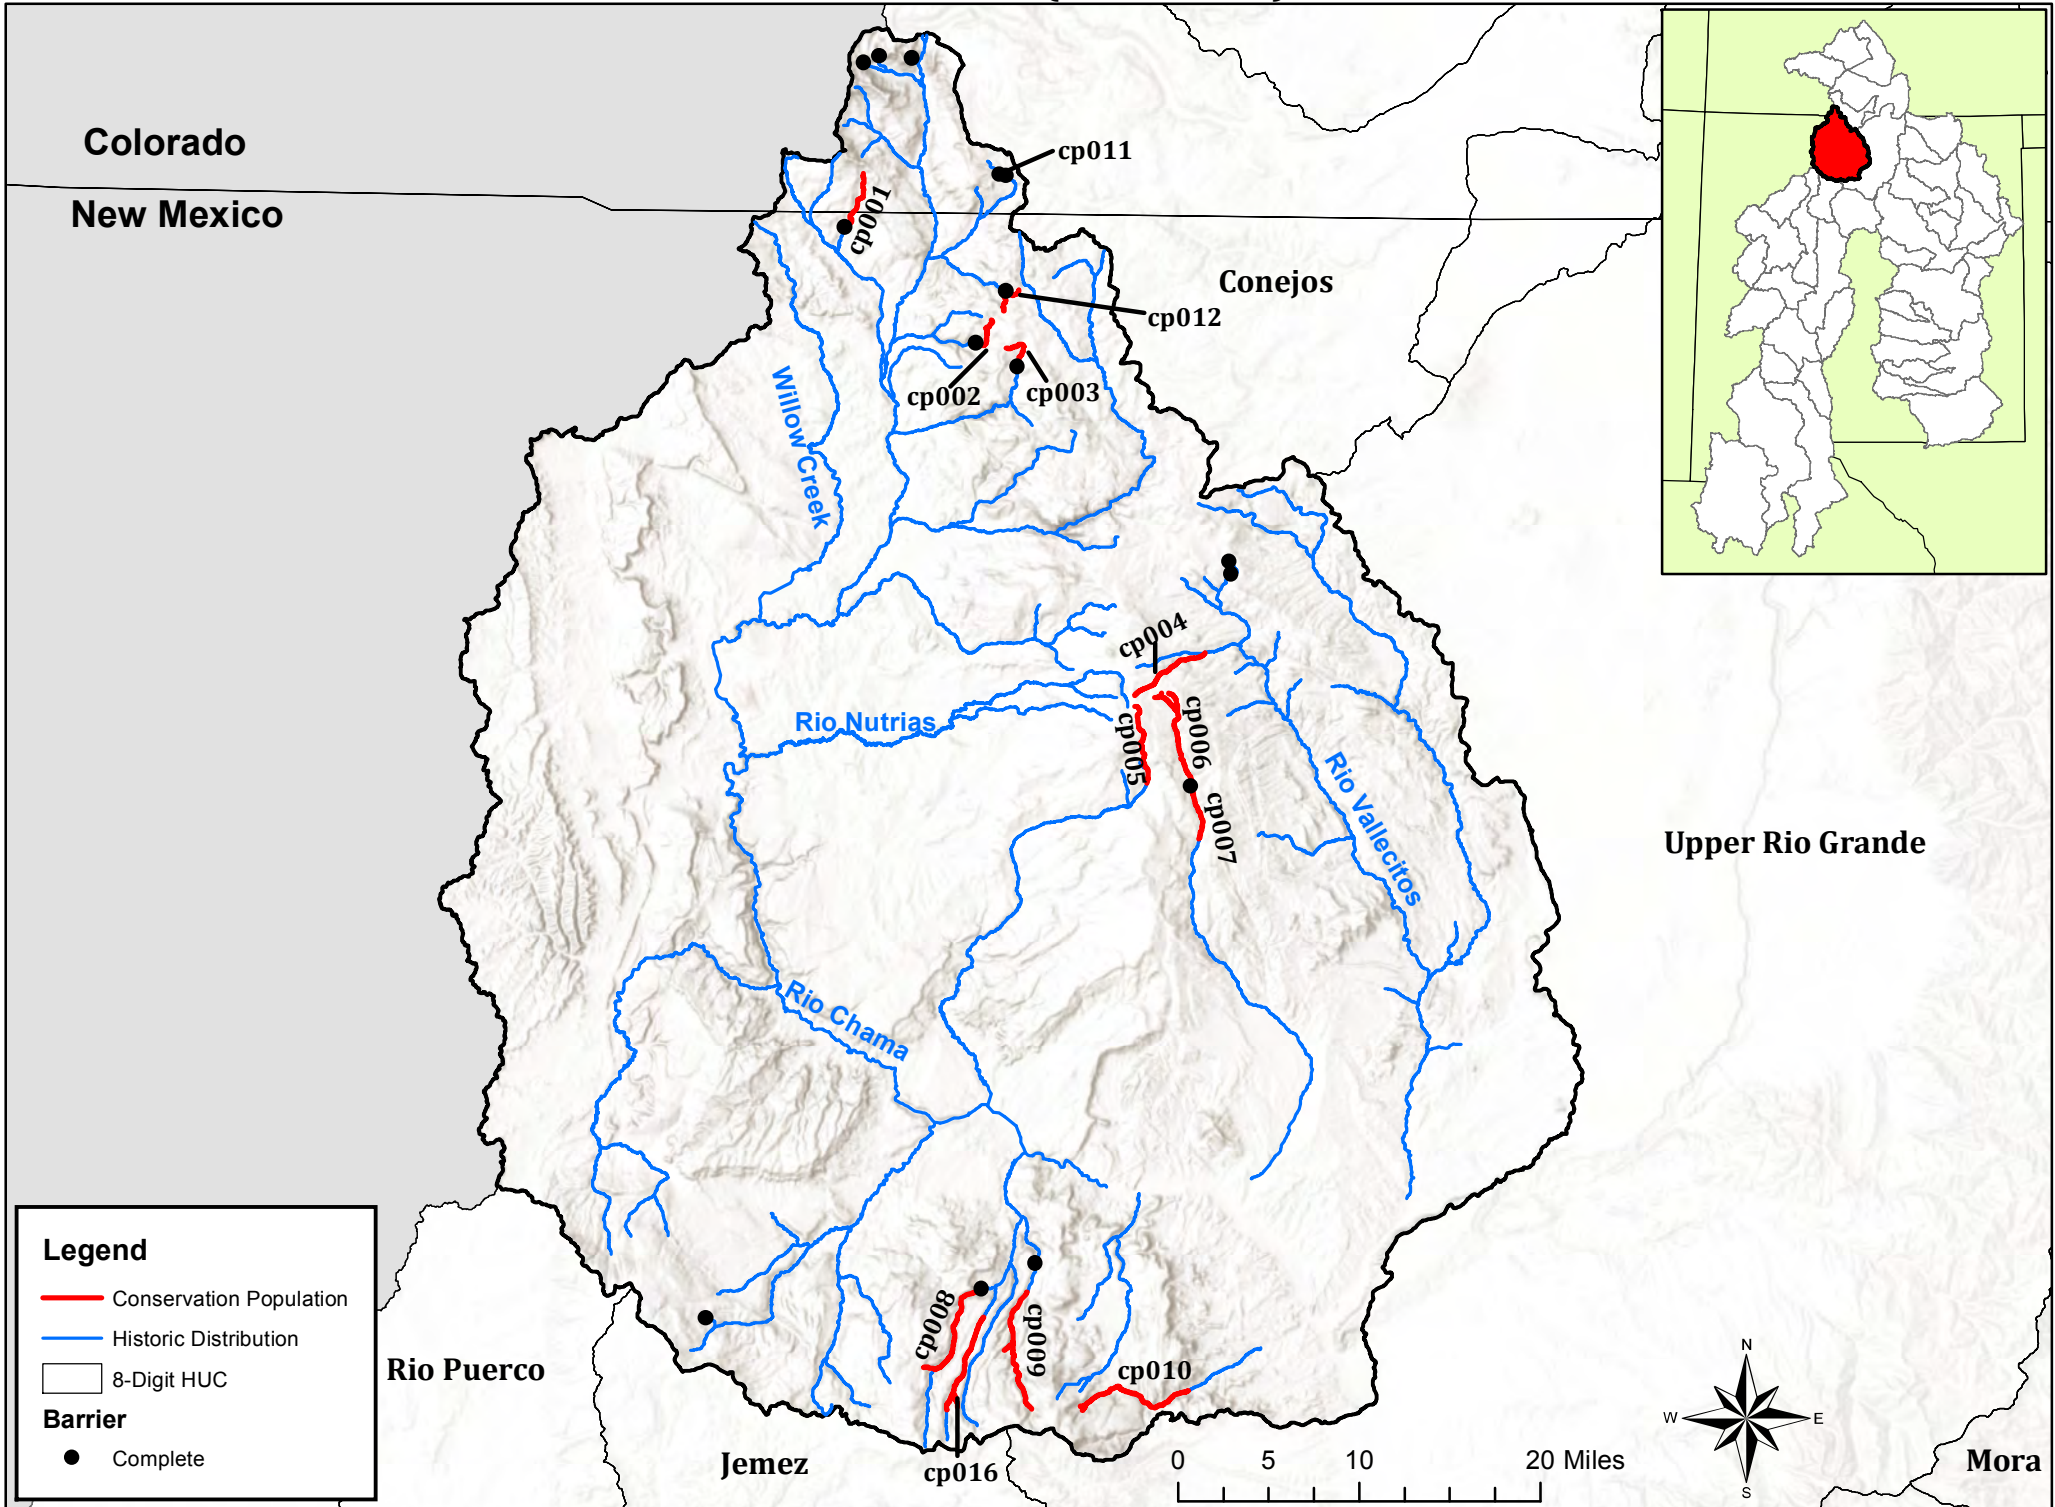 Colorado
New Mexico
cp011
cp001
Conejos
cp012
cp002
cp003
Willow Creek
cp004
Rio Nutrias
cp005
cp006
cp007
Rio Vallecitos
Upper Rio Grande
Rio Chama
Legend
Conservation Population
Historic Distribution
8-Digit HUC
Barrier
Complete
Rio Puerco
cp008
cp009
cp010
Jemez
cp016
0 5 10 20 Miles
N
W E
S
Mora